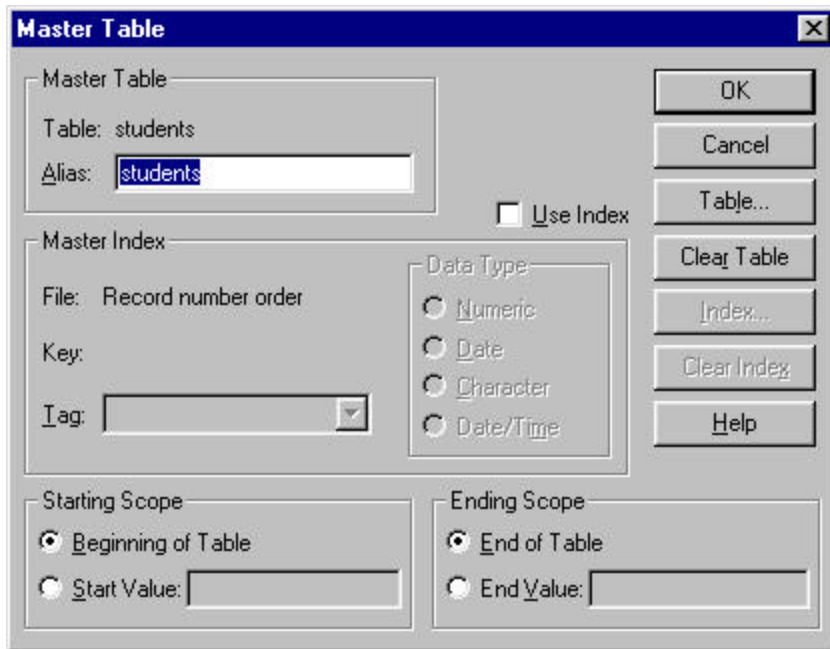 Master Table
Master Table
Table: students
Alias: students
Use Index
Master Index
File: Record number order
Key:
Tag:
Data Type
Numeric
Date
Character
Date/Time
OK
Cancel
Table...
Clear Table
Index...
Clear Index
Help
Starting Scope
Beginning of Table
Start Value:
Ending Scope
End of Table
End Value: